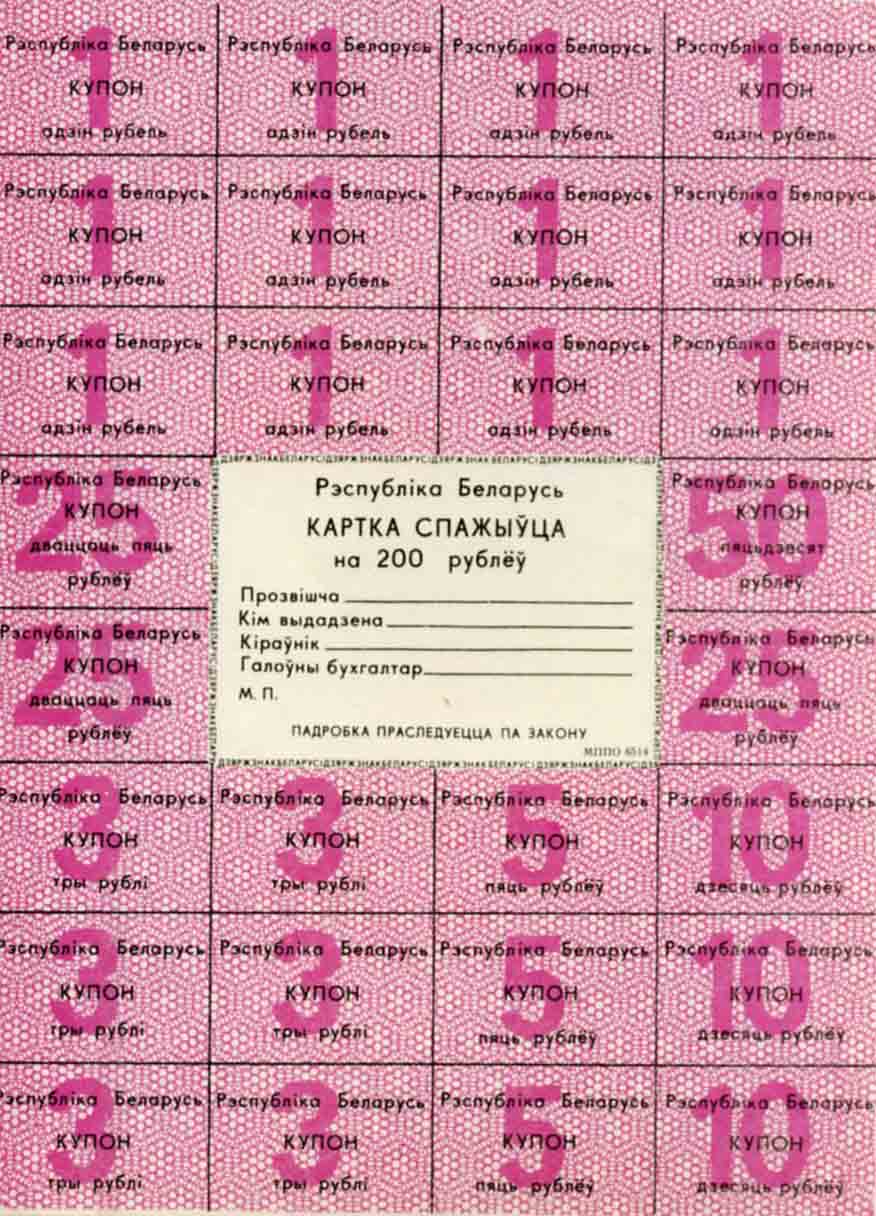 Рэспубліка Беларусь Рэспубліка Беларусь Рэспубліка Беларусь Рэспубліка Беларусь
1 КУПОН 1 КУПОН 1 КУПОН 1 КУПОН
адзін рубель адзін рубель адзін рубель адзін рубель
Рэспубліка Беларусь Рэспубліка Беларусь Рэспубліка Беларусь Рэспубліка Беларусь
1 КУПОН 1 КУПОН 1 КУПОН 1 КУПОН
адзін рубель адзін рубель адзін рубель адзін рубель
Рэспубліка Беларусь Рэспубліка Беларусь Рэспубліка Беларусь Рэспубліка Беларусь
1 КУПОН 1 КУПОН 1 КУПОН 1 КУПОН
адзін рубель адзін рубель адзін рубель адзін рубель
Рэспубліка Беларусь
25 КУПОН
дваццаць пяць
рублёў
Рэспубліка Беларусь
КАРТКА СПАЖЫЎЦА
на 200 рублёў
Прозвішча
Кім выдадзена
Кіраўнік
Галоўны бухгалтар
М. П.
ПАДРОБКА ПРАСЛЕДУЕЦЦА ПА ЗАКОНУ
МППО 6514
Рэспубліка Беларусь
50 КУПОН
пяцьдзесят
рублёў
Рэспубліка Беларусь
25 КУПОН
дваццаць пяць
рублёў
Рэспубліка Беларусь
25 КУПОН
дваццаць пяць
рублёў
Рэспубліка Беларусь Рэспубліка Беларусь Рэспубліка Беларусь Рэспубліка Беларусь
3 КУПОН 3 КУПОН 5 КУПОН 10 КУПОН
тры рублі тры рублі пяць рублёў дзесяць рублёў
Рэспубліка Беларусь Рэспубліка Беларусь Рэспубліка Беларусь Рэспубліка Беларусь
3 КУПОН 3 КУПОН 5 КУПОН 10 КУПОН
тры рублі тры рублі пяць рублёў дзесяць рублёў
Рэспубліка Беларусь Рэспубліка Беларусь Рэспубліка Беларусь Рэспубліка Беларусь
3 КУПОН 3 КУПОН 5 КУПОН 10 КУПОН
тры рублі тры рублі пяць рублёў дзесяць рублёў